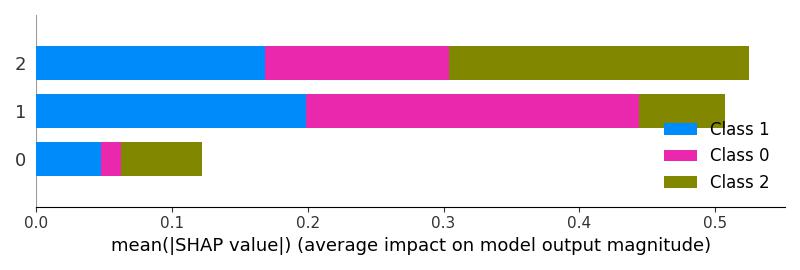 2
1
0
Class 1
Class 0
Class 2
0.0 0.1 0.2 0.3 0.4 0.5
mean(|SHAP value|) (average impact on model output magnitude)